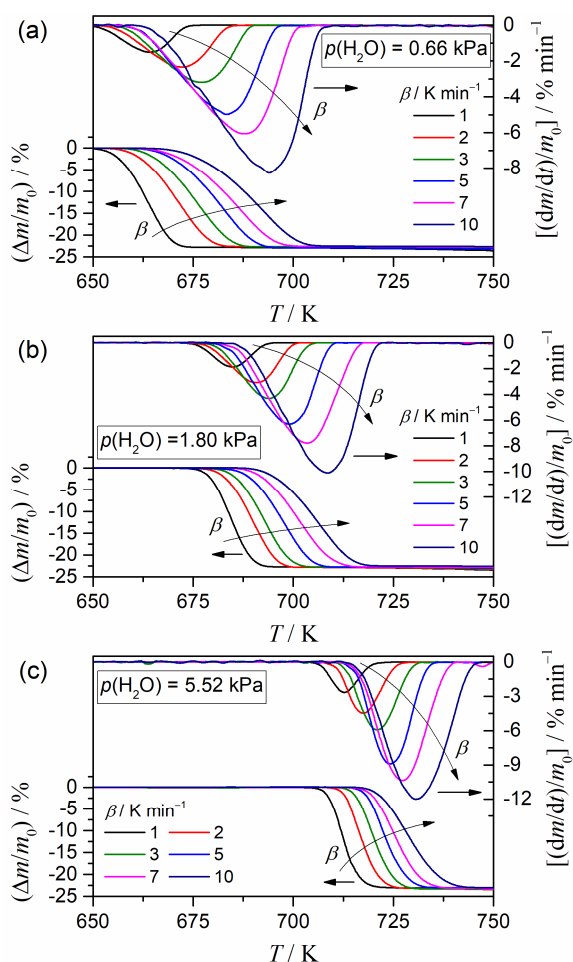 (a)
p(H2O) = 0.66 kPa
β
β / K min−1
1
2
3
5
7
10
β
0
-5
-10
-15
-20
-25
0
-2
-4
-6
-8
(Δm/m0) / %
[(dm/dt)/m0] / % min−1
650 675 700 725 750
T / K
(b)
p(H2O) =1.80 kPa
β
β / K min−1
1
2
3
5
7
10
β
0
-5
-10
-15
-20
-25
0
-2
-4
-6
-8
-10
-12
(Δm/m0) / %
[(dm/dt)/m0] / % min−1
650 675 700 725 750
T / K
(c)
p(H2O) = 5.52 kPa
β
β / K min−1
1 2
3 5
7 10
β
0
-5
-10
-15
-20
-25
0
-3
-6
-9
-12
(Δm/m0) / %
[(dm/dt)/m0] / % min−1
650 675 700 725 750
T / K